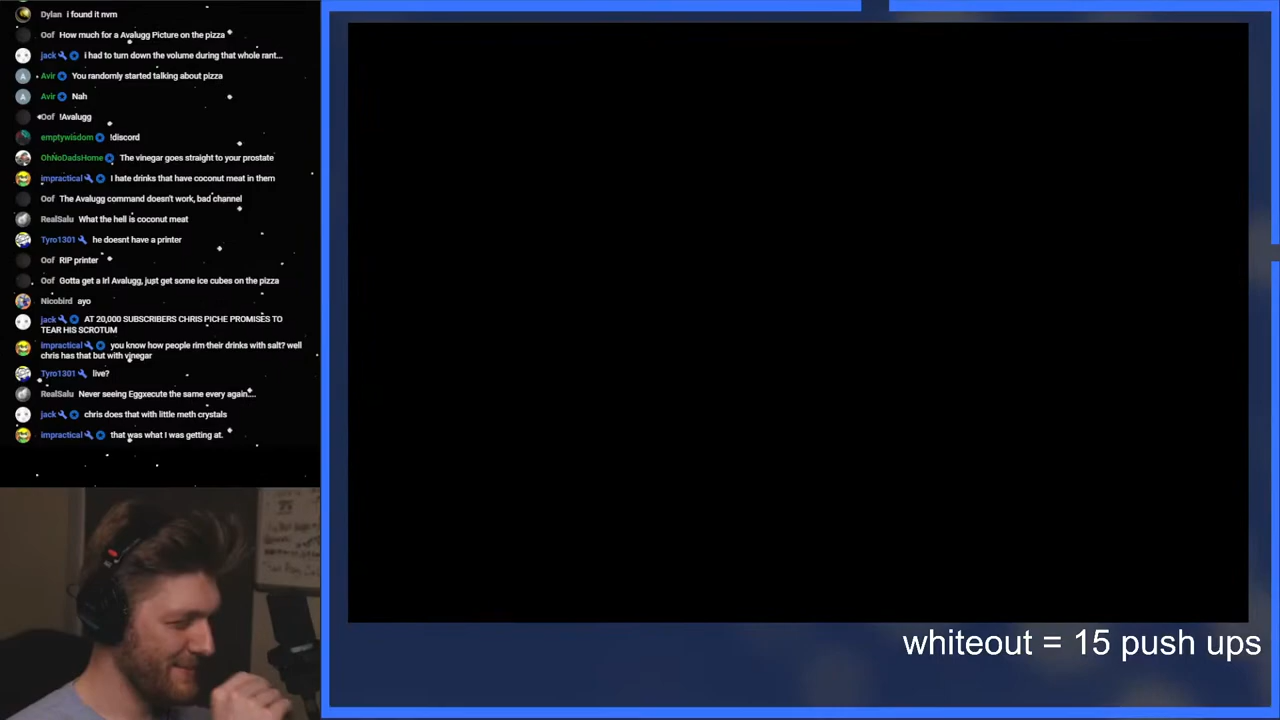 Dylan i found it nvm
Oof How much for a Avalugg Picture on the pizza
jack i had to turn down the volume during that whole rant...
A Avir You randomly started talking about pizza
A Avir Nah
Oof !Avalugg
emptywisdom !discord
OhNoDadsHome The vinegar goes straight to your prostate
impractical I hate drinks that have coconut meat in them
Oof The Avalugg command doesn't work, bad channel
RealSalu What the hell is coconut meat
Tyro1301 he doesnt have a printer
Oof RIP printer
Oof Gotta get a Irl Avalugg, just get some ice cubes on the pizza
Nicobird ayo
jack AT 20,000 SUBSCRIBERS CHRIS PICHE PROMISES TO
TEAR HIS SCROTUM
impractical you know how people rim their drinks with salt? well
chris has that but with vinegar
Tyro1301 live?
RealSalu Never seeing Eggxecute the same every again....
jack chris does that with little meth crystals
impractical that was what I was getting at.
whiteout = 15 push ups